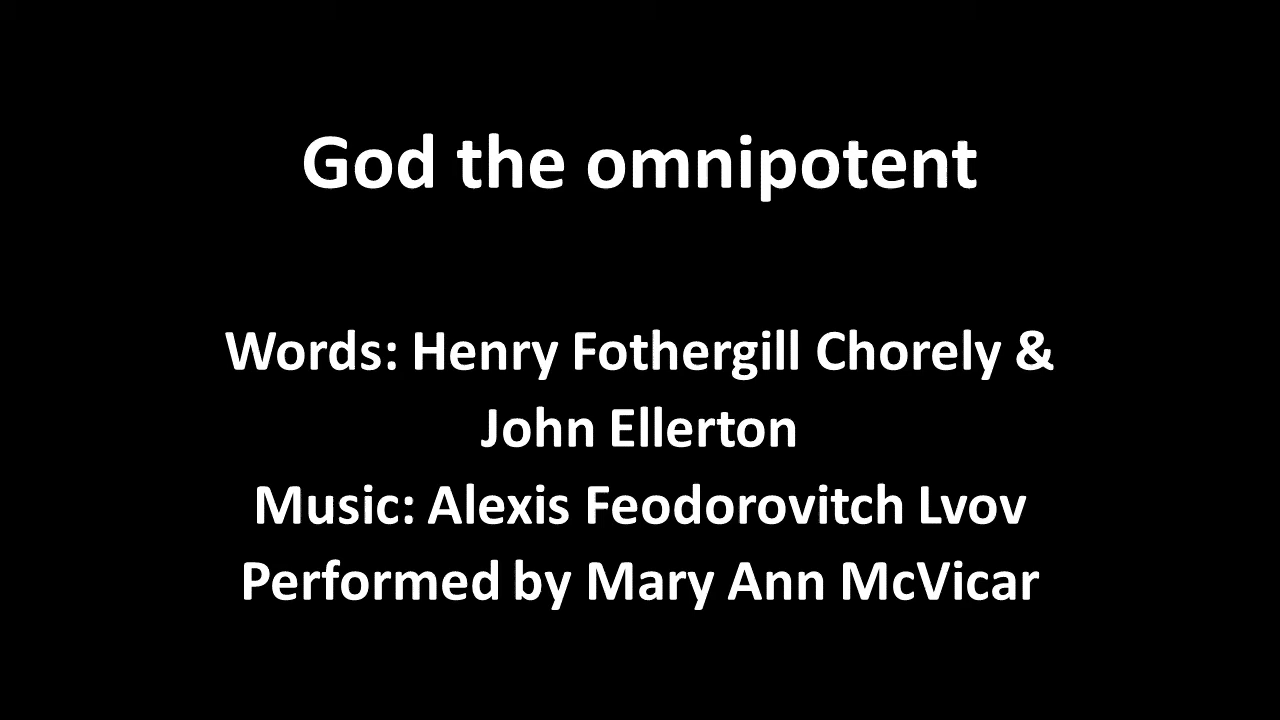 God the omnipotent
Words: Henry Fothergill Chorely &
John Ellerton
Music: Alexis Feodorovitch Lvov
Performed by Mary Ann McVicar